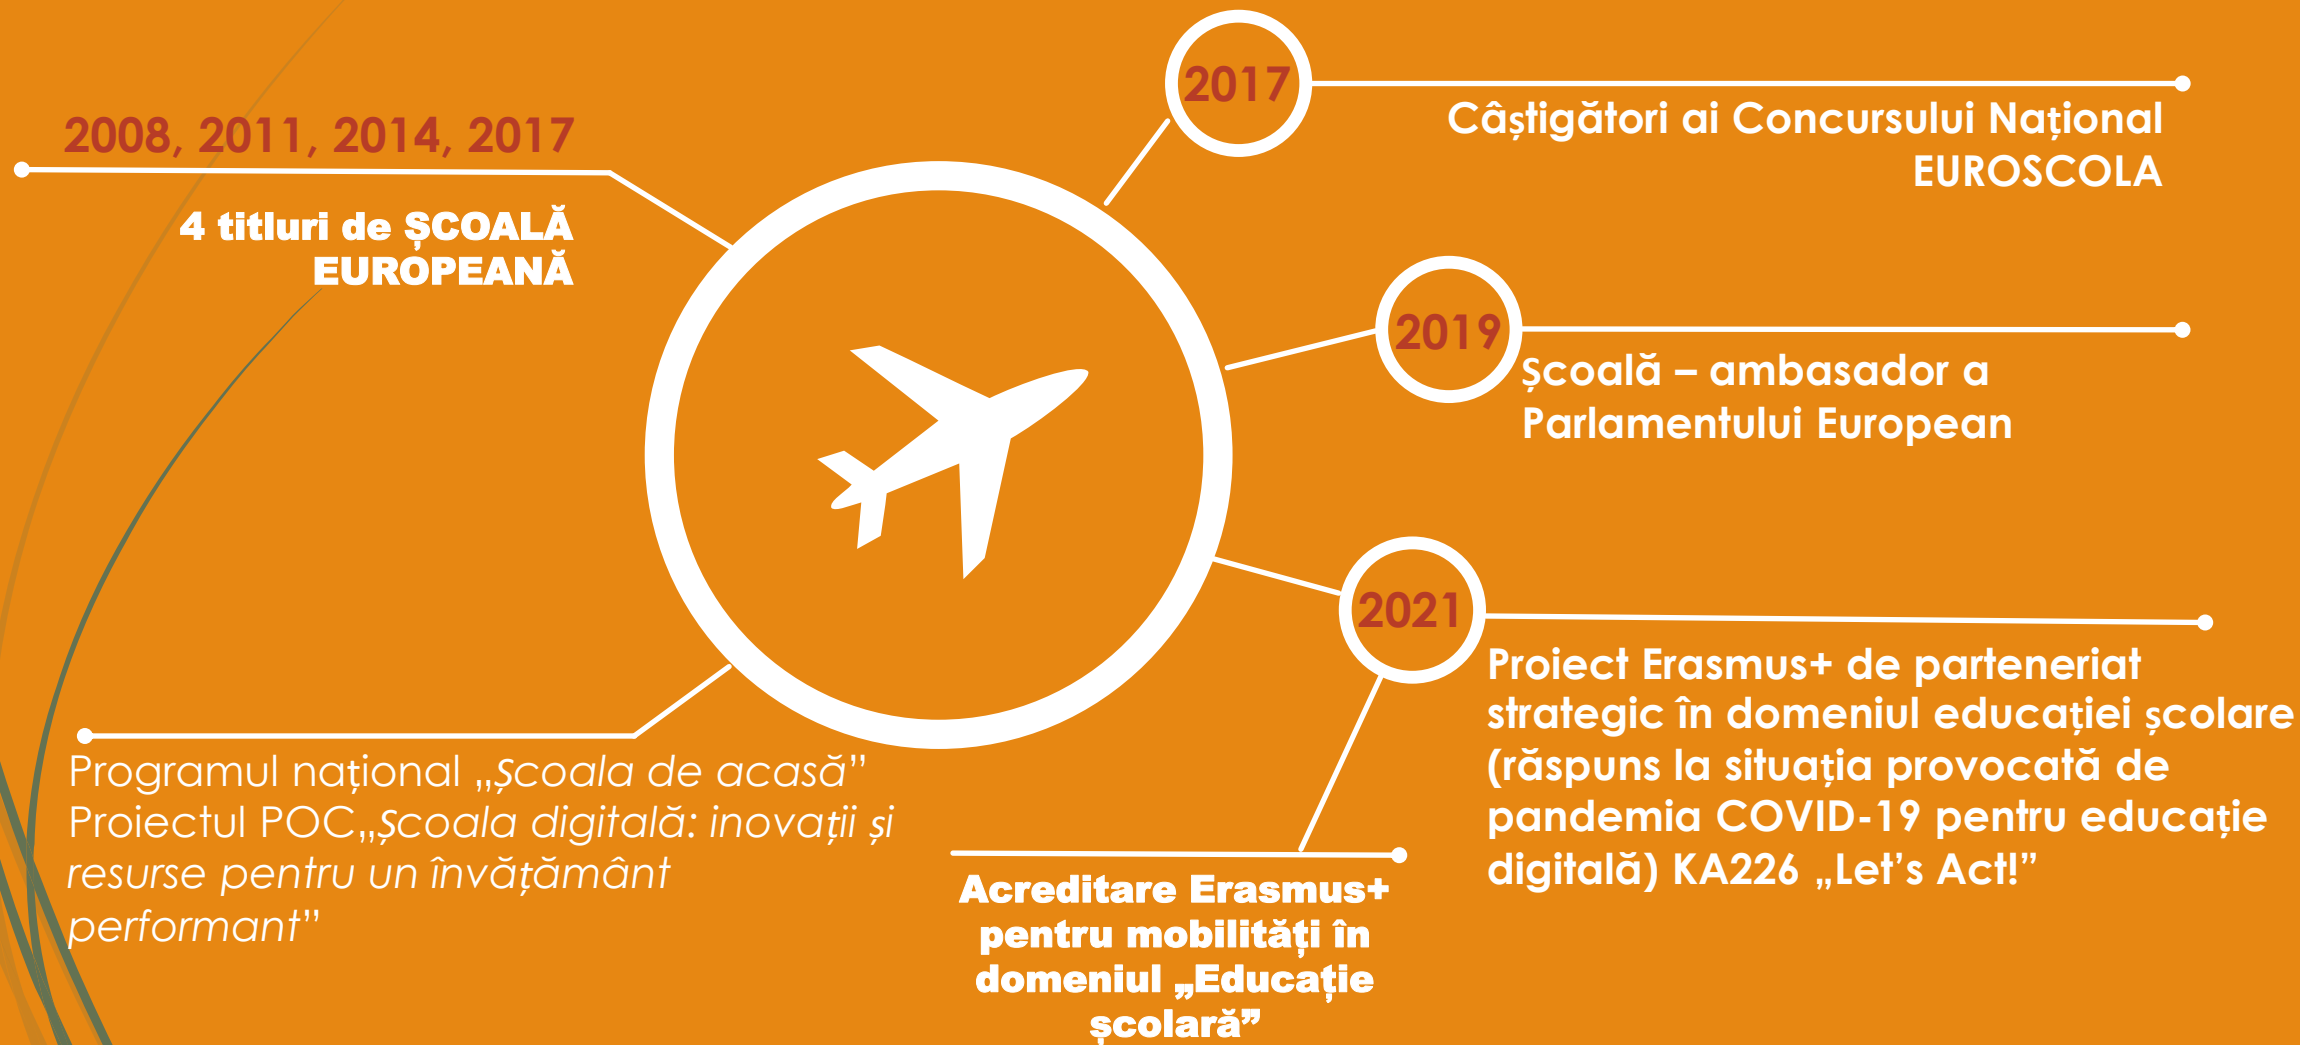 2008, 2011, 2014, 2017
4 titluri de ȘCOALĂ
EUROPEANĂ
2017
Câștigători ai Concursului Național
EUROSCOLA
2019
Școală – ambasador a
Parlamentului European
2021
Proiect Erasmus+ de parteneriat
strategic în domeniul educației școlare
(răspuns la situația provocată de
pandemia COVID-19 pentru educație
digitală) KA226 „Let’s Act!”
Programul național „Școala de acasă”
Proiectul POC„Școala digitală: inovații și
resurse pentru un învățământ
performant”
Acreditare Erasmus+
pentru mobilități în
domeniul „Educație
școlară”